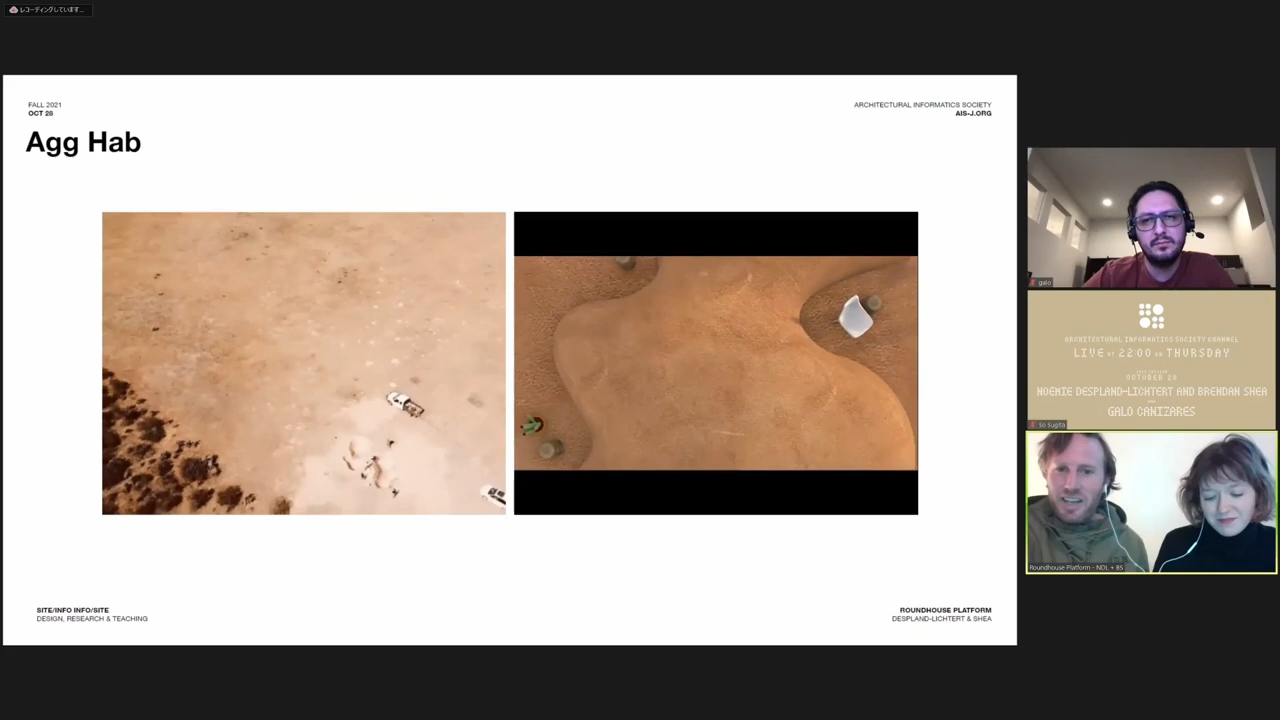 レコーディングしています...
FALL 2021
OCT 28
ARCHITECTURAL INFORMATICS SOCIETY
AIS-J.ORG
Agg Hab
SITE/INFO INFO/SITE
DESIGN, RESEARCH & TEACHING
ROUNDHOUSE PLATFORM
DESPLAND-LICHTERT & SHEA
galo
ARCHITECTURAL INFORMATICS SOCIETY CHANNEL
LIVE AT 22:00 ON THURSDAY
OCTOBER 28
NOEMIE DESPLAND-LICHTERT AND BRENDAN SHEA
GALO CANIZARES
So Sugita
Roundhouse Platform - NDL + BS